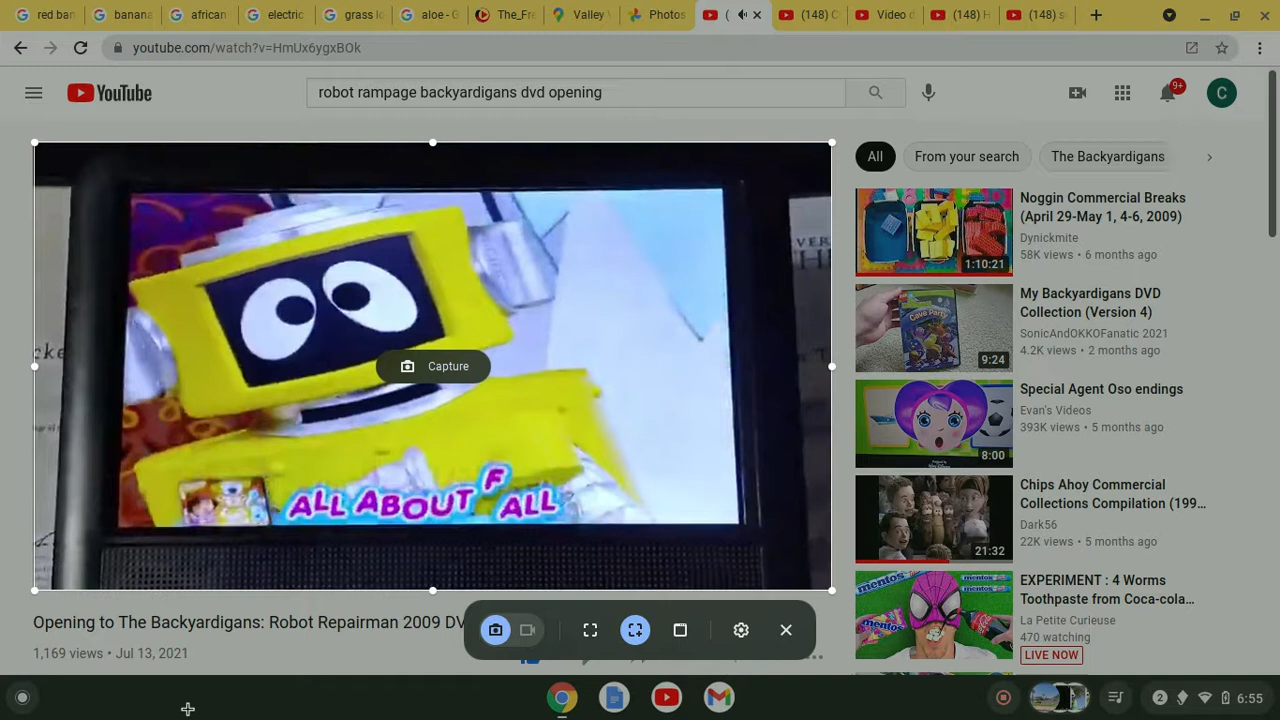 red ban
banana
african
electric
grass l
aloe - G
The_Fre
Valley
Photos
(
(148) C
Video d
(148) H
(148) s
youtube.com/watch?v=HmUx6ygxBOk
YouTube
robot rampage backyardigans dvd opening
9+
C
All
From your search
The Backyardigans
Noggin Commercial Breaks
(April 29-May 1, 4-6, 2009)
Dynickmite
58K views • 6 months ago
1:10:21
My Backyardigans DVD
Collection (Version 4)
SonicAndOKKOFanatic 2021
4.2K views • 2 months ago
9:24
Special Agent Oso endings
Evan's Videos
393K views • 5 months ago
8:00
Chips Ahoy Commercial
Collections Compilation (199...
Dark56
22K views • 5 months ago
21:32
EXPERIMENT : 4 Worms
Toothpaste from Coca-cola...
La Petite Curieuse
470 watching
LIVE NOW
mentos
mentos
Capture
ALL ABOUT FALL
Opening to The Backyardigans: Robot Repairman 2009 DV
1,169 views • Jul 13, 2021
2
6:55